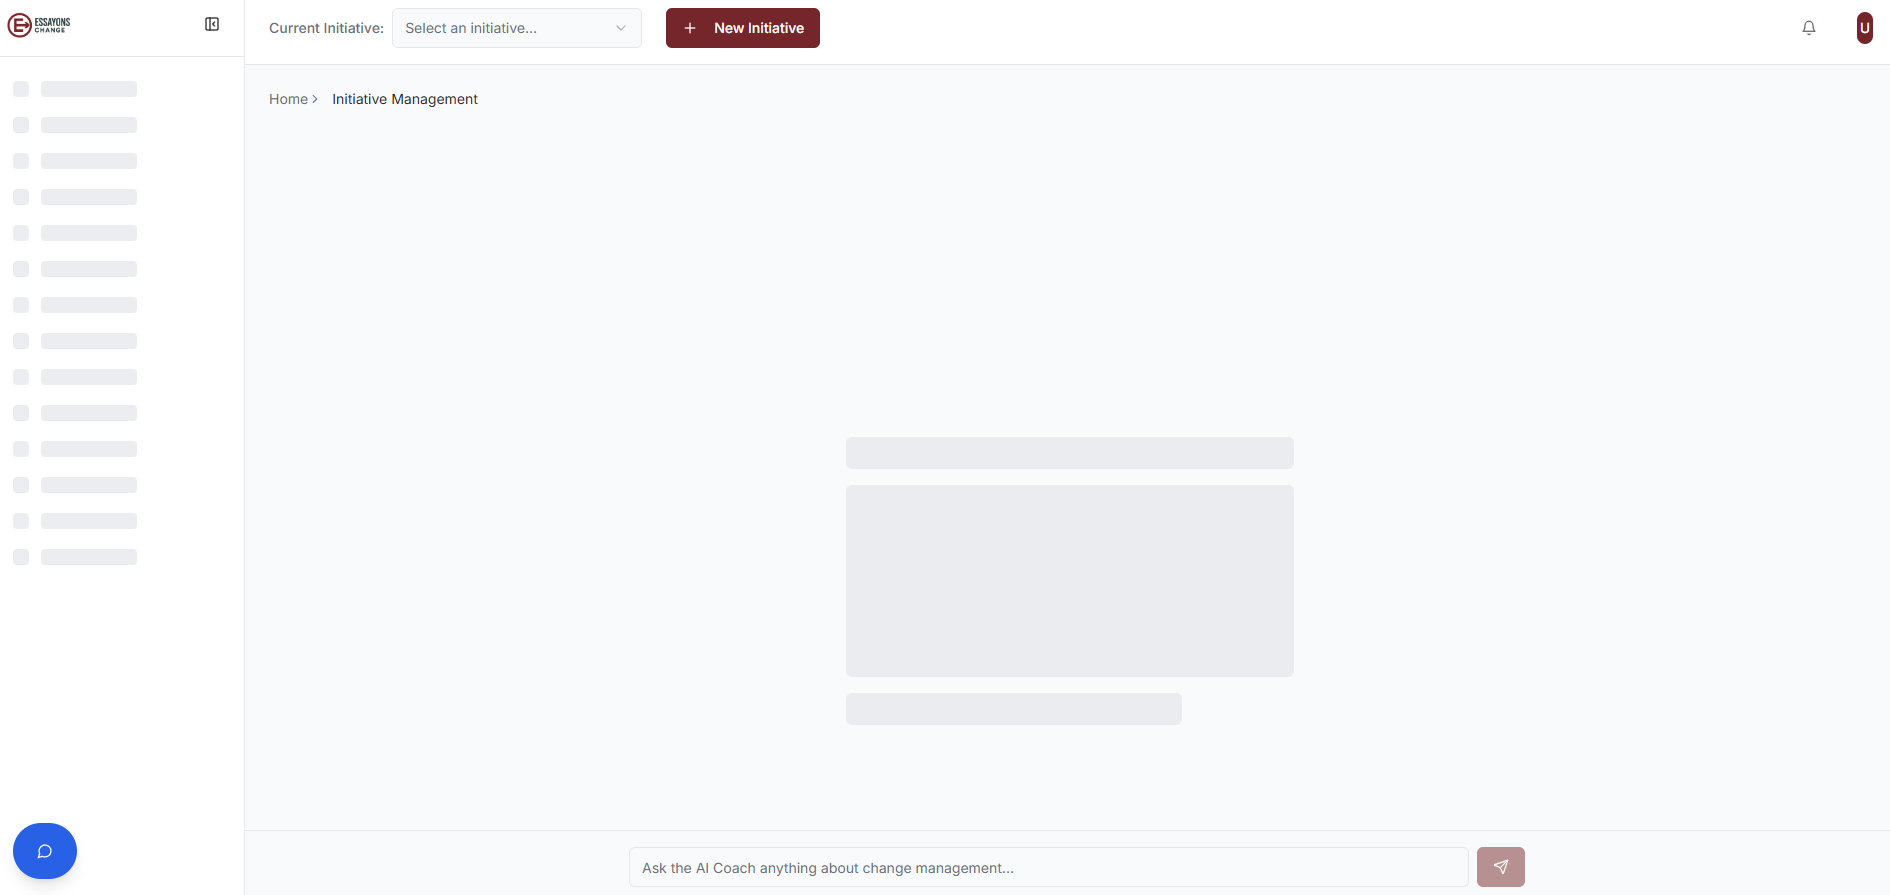 ESSAYONS
CHANGE
Current Initiative:
Select an initiative...
New Initiative
U
Home
Initiative Management
Ask the AI Coach anything about change management...